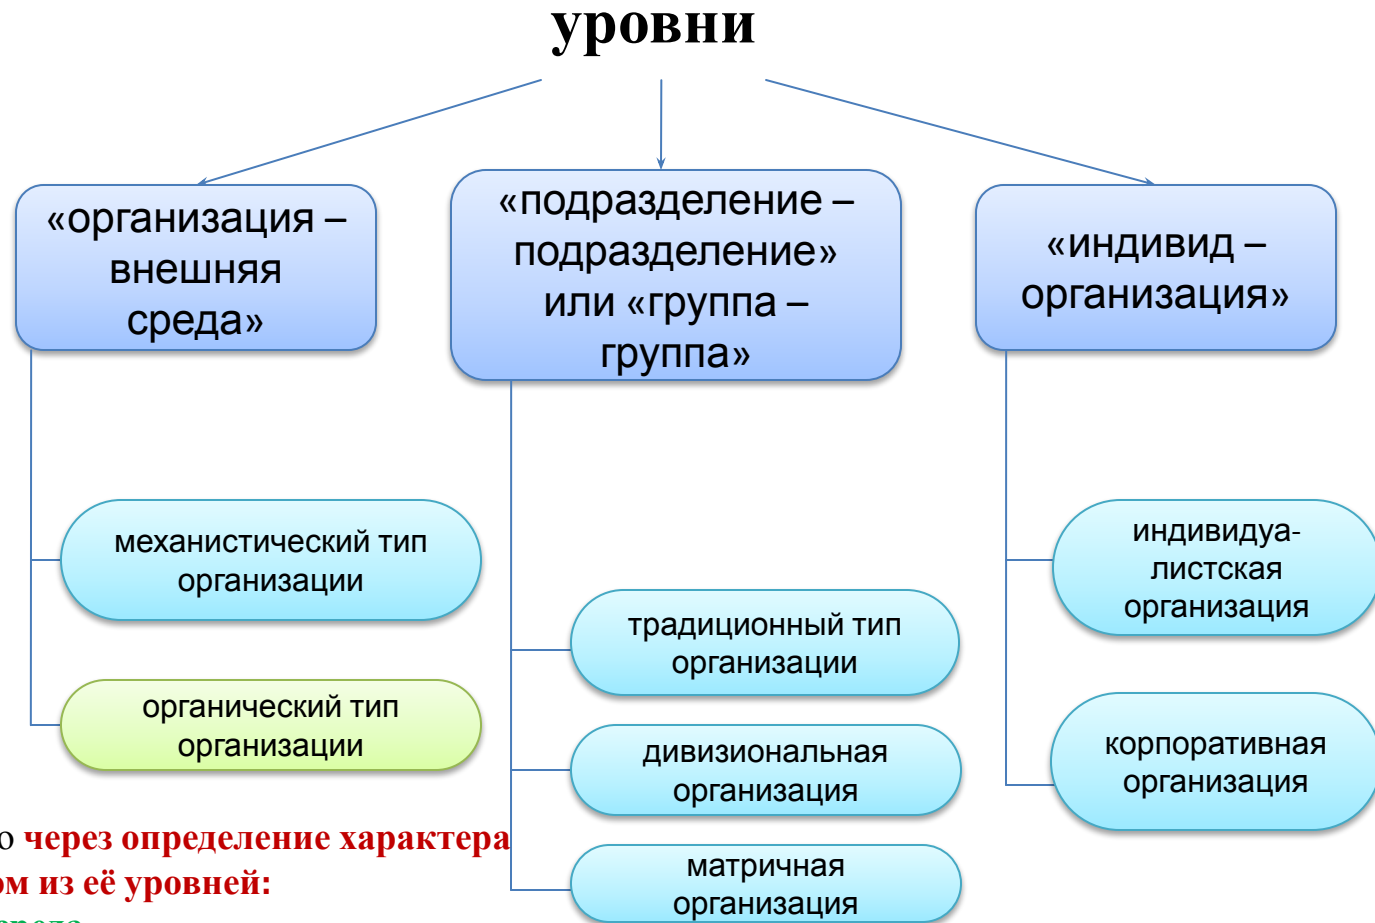 уровни
«организация –
внешняя
среда»
«подразделение –
подразделение»
или «группа –
группа»
«индивид –
организация»
механистический тип
организации
органический тип
организации
традиционный тип
организации
дивизиональная
организация
матричная
организация
индивидуа-
листская
организация
корпоративная
организация
о через определение характера
ом из её уровней: